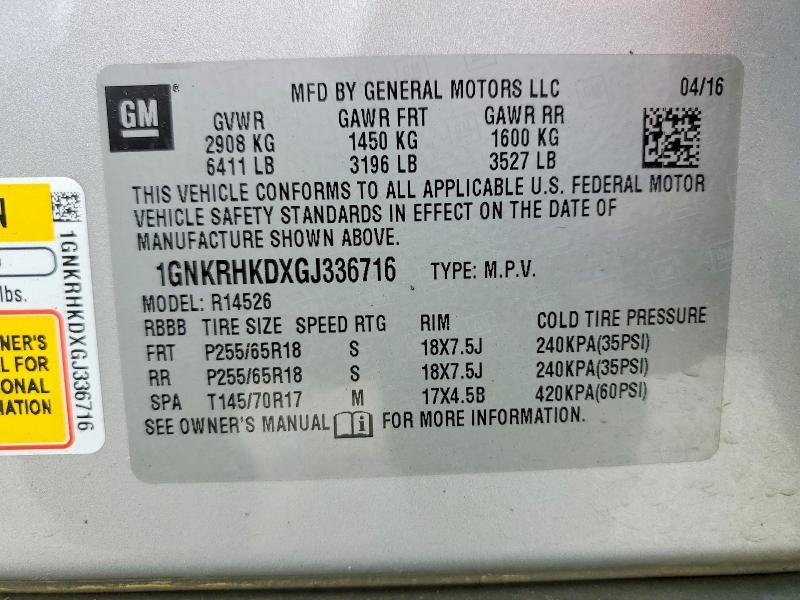 GM
MFD BY GENERAL MOTORS LLC
04/16
GVWR GAWR FRT GAWR RR
2908 KG 1450 KG 1600 KG
6411 LB 3196 LB 3527 LB
THIS VEHICLE CONFORMS TO ALL APPLICABLE U.S. FEDERAL MOTOR
VEHICLE SAFETY STANDARDS IN EFFECT ON THE DATE OF
MANUFACTURE SHOWN ABOVE.
1GNKRHKDXGJ336716 TYPE: M.P.V.
MODEL: R14526
RBBB TIRE SIZE SPEED RTG RIM COLD TIRE PRESSURE
FRT P255/65R18 S 18X7.5J 240KPA(35PSI)
RR P255/65R18 S 18X7.5J 240KPA(35PSI)
SPA T145/70R17 M 17X4.5B 420KPA(60PSI)
SEE OWNER'S MANUAL i FOR MORE INFORMATION.
N
lbs.
NER'S
L FOR
ONAL
MATION
1GNKRHKDXGJ336716